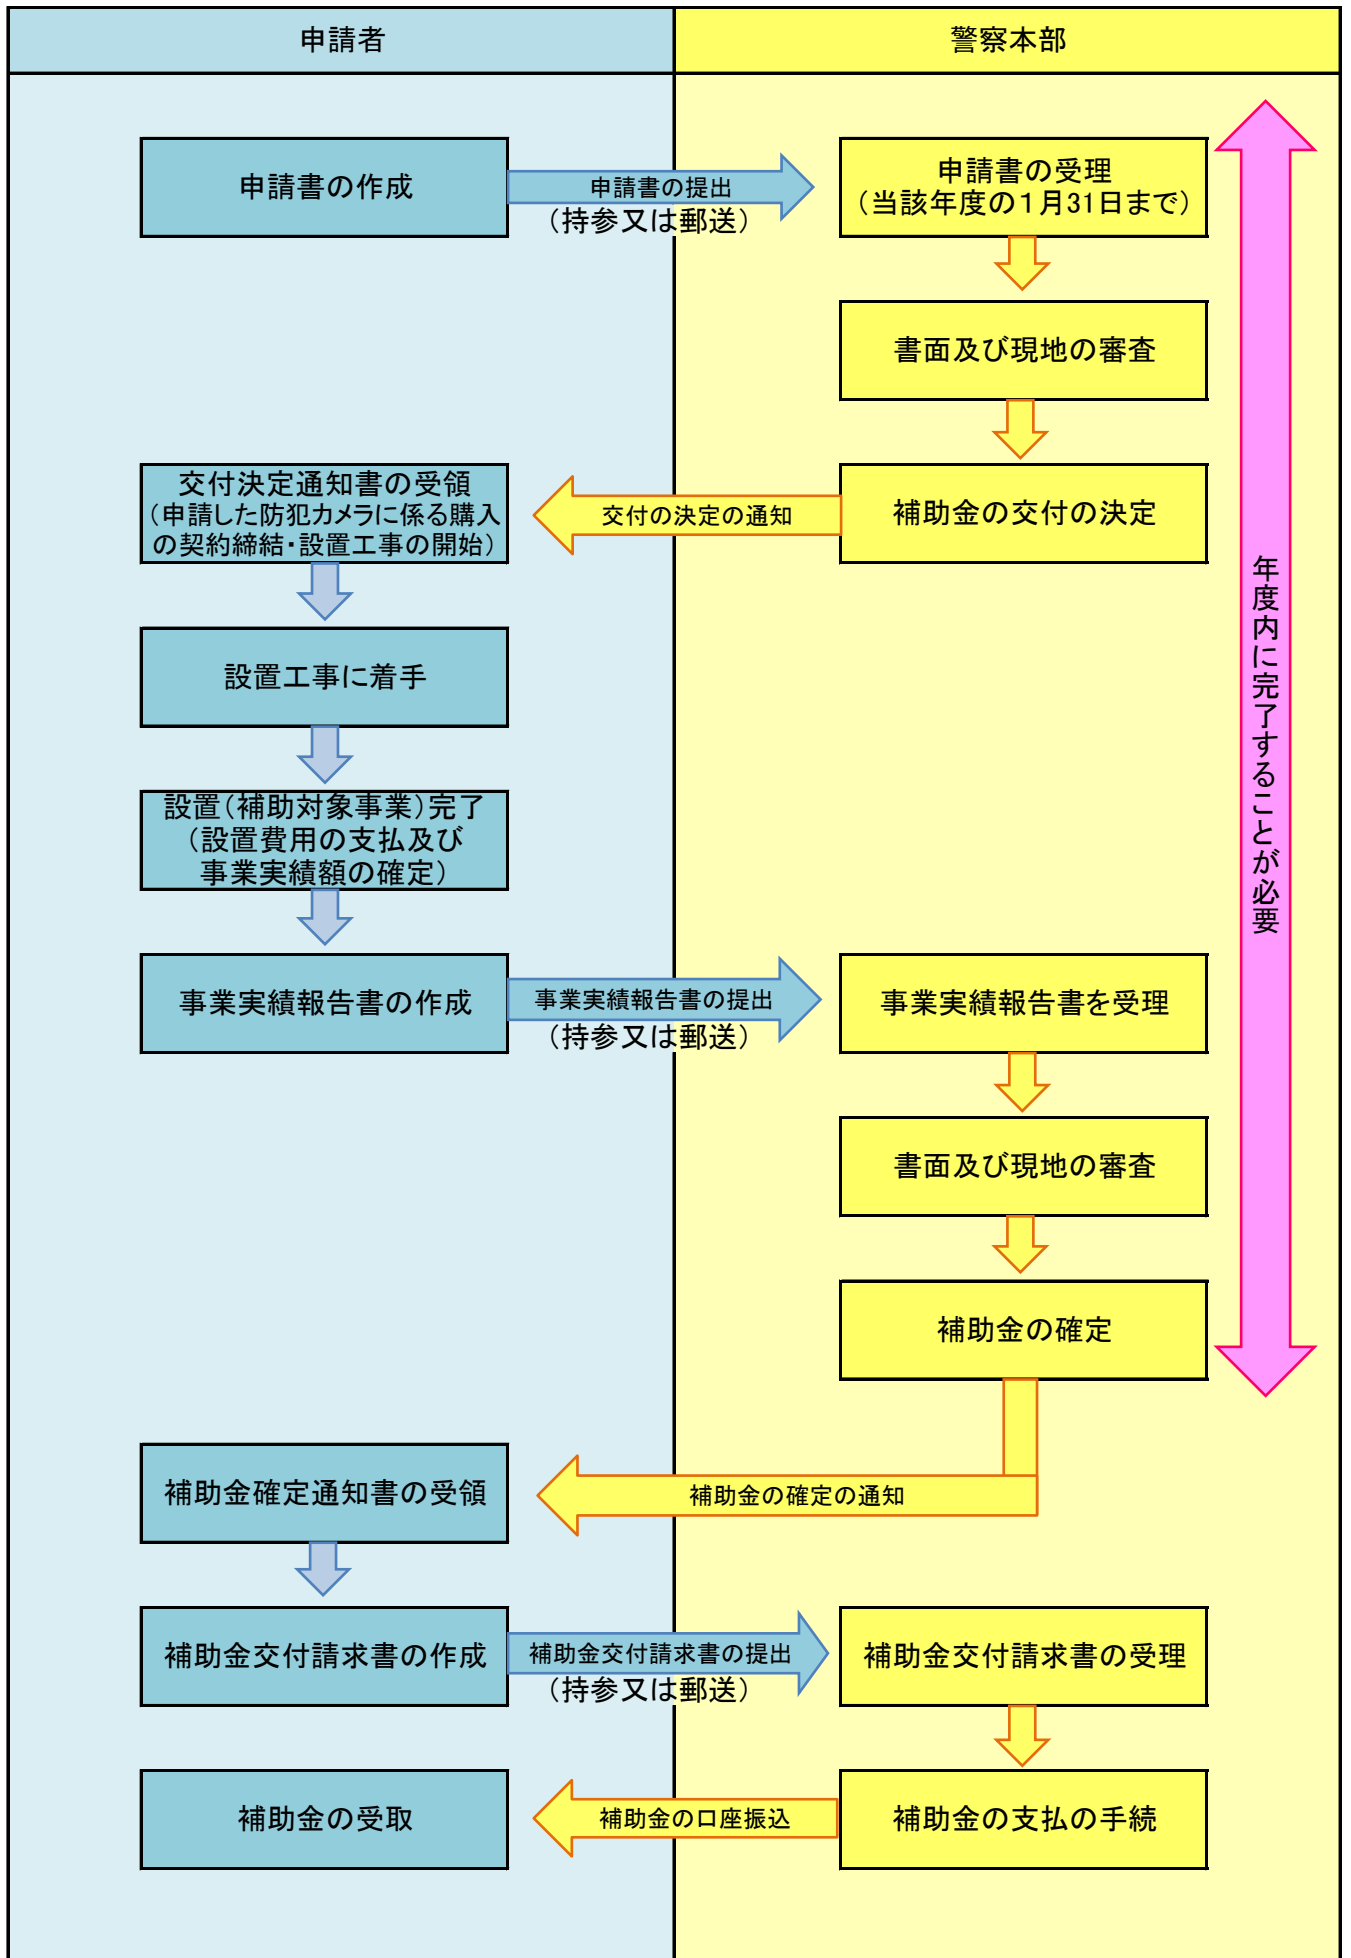 申請者
警察本部
申請書の作成
申請書の提出
（持参又は郵送）
申請書の受理
（当該年度の１月31日まで）
書面及び現地の審査
補助金の交付の決定
交付の決定の通知
交付決定通知書の受領
（申請した防犯カメラに係る購入
の契約締結・設置工事の開始）
設置工事に着手
設置（補助対象事業）完了
（設置費用の支払及び
事業実績額の確定）
事業実績報告書の作成
事業実績報告書の提出
（持参又は郵送）
事業実績報告書を受理
書面及び現地の審査
補助金の確定
年度内に完了することが必要
補助金の確定の通知
補助金確定通知書の受領
補助金交付請求書の作成
補助金交付請求書の提出
（持参又は郵送）
補助金交付請求書の受理
補助金の支払の手続
補助金の口座振込
補助金の受取